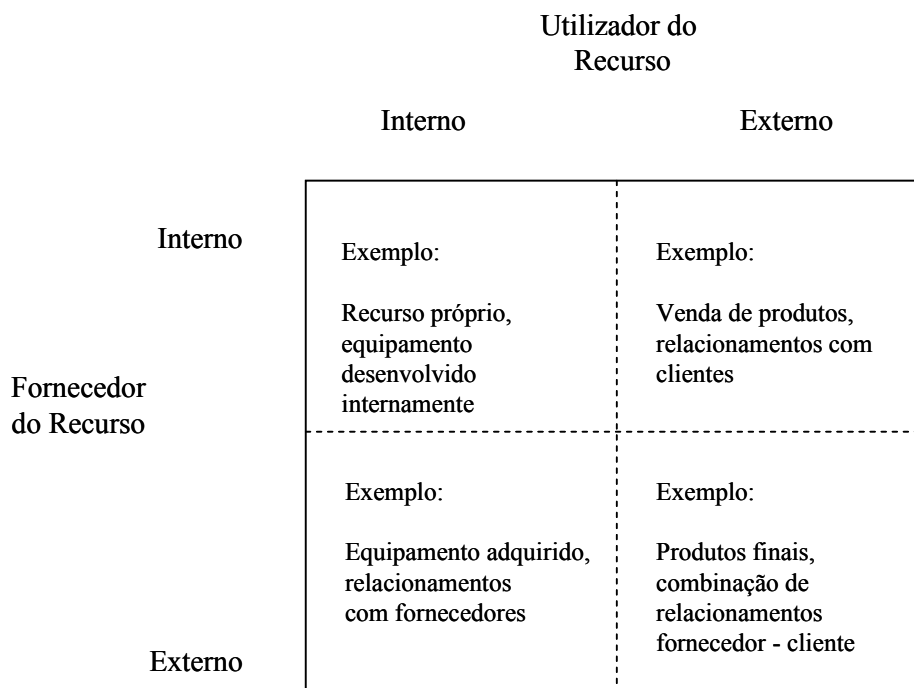 Utilizador do
Recurso
Interno
Externo
Interno
Exemplo:
Recurso próprio,
equipamento
desenvolvido
internamente
Exemplo:
Venda de produtos,
relacionamentos com
clientes
Fornecedor
do Recurso
Exemplo:
Equipamento adquirido,
relacionamentos
com fornecedores
Exemplo:
Produtos finais,
combinação de
relacionamentos
fornecedor - cliente
Externo